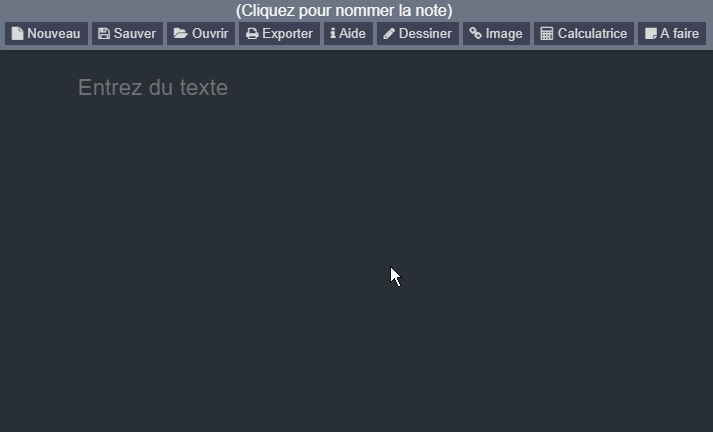 (Cliquez pour nommer la note)
Nouveau Sauver Ouvrir Exporter Aide Dessiner Image Calculatrice A faire
Entrez du texte